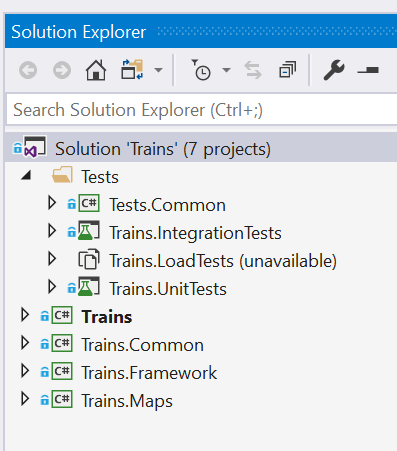 Solution Explorer
Search Solution Explorer (Ctrl+;)
Solution 'Trains' (7 projects)
Tests
C# Tests.Common
Trains.IntegrationTests
Trains.LoadTests (unavailable)
Trains.UnitTests
C# Trains
C# Trains.Common
C# Trains.Framework
C# Trains.Maps